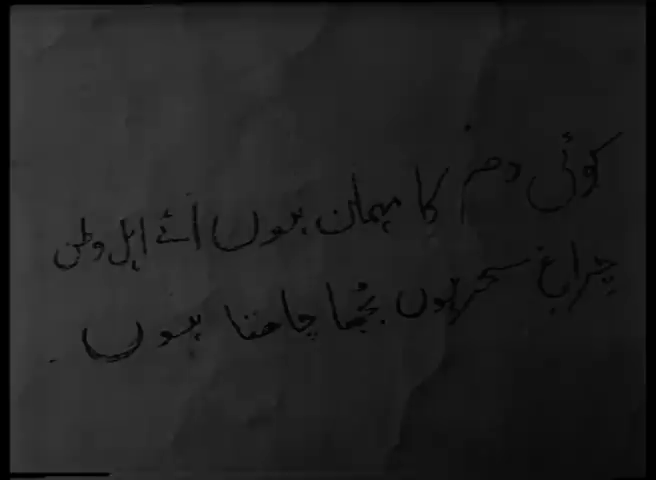 کوئی دم کا مہماں ہوں اے اہل وطن
چراغ سحر ہوں بجھا چاہتا ہوں۔